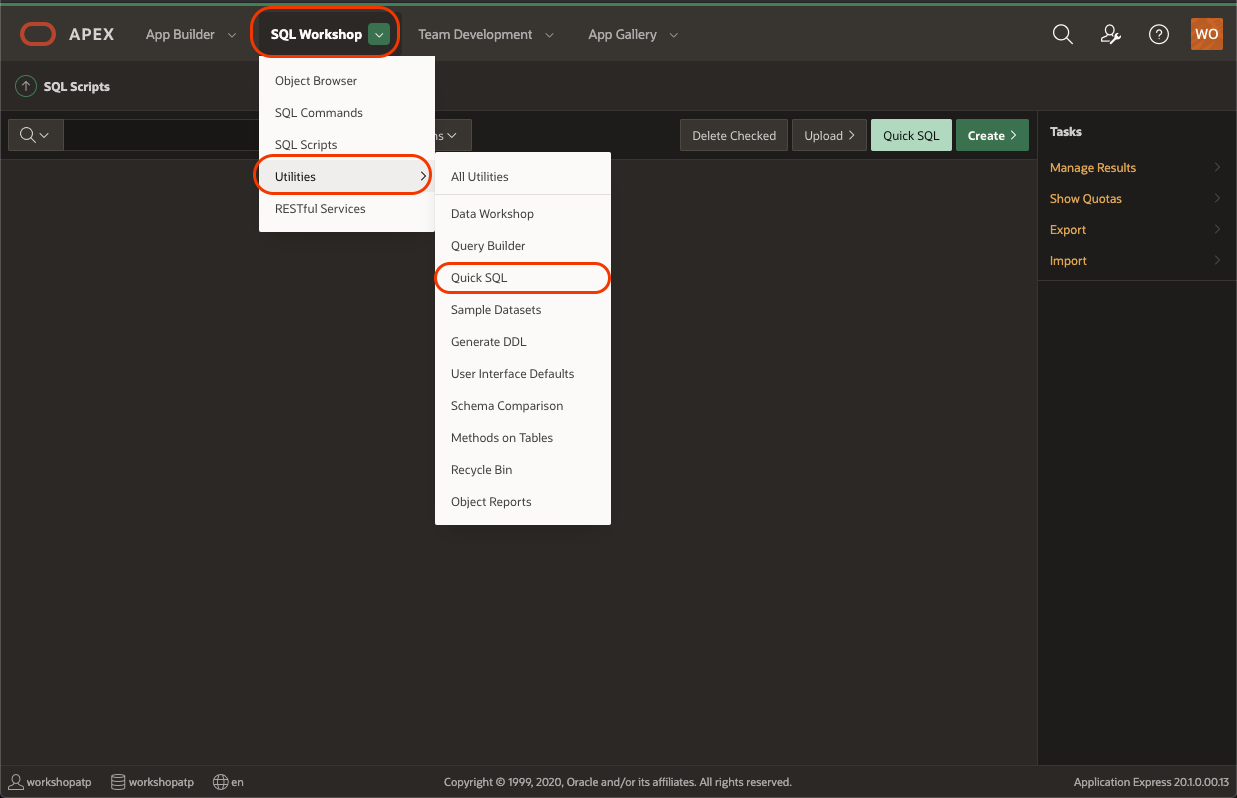 APEX App Builder SQL Workshop Team Development App Gallery WO
SQL Scripts
Object Browser
SQL Commands
SQL Scripts
Utilities
RESTful Services
Delete Checked Upload Quick SQL Create
All Utilities
Data Workshop
Query Builder
Quick SQL
Sample Datasets
Generate DDL
User Interface Defaults
Schema Comparison
Methods on Tables
Recycle Bin
Object Reports
Tasks
Manage Results
Show Quotas
Export
Import
workshopatp workshopatp en Copyright © 1999, 2020, Oracle and/or its affiliates. All rights reserved. Application Express 20.1.0.00.13